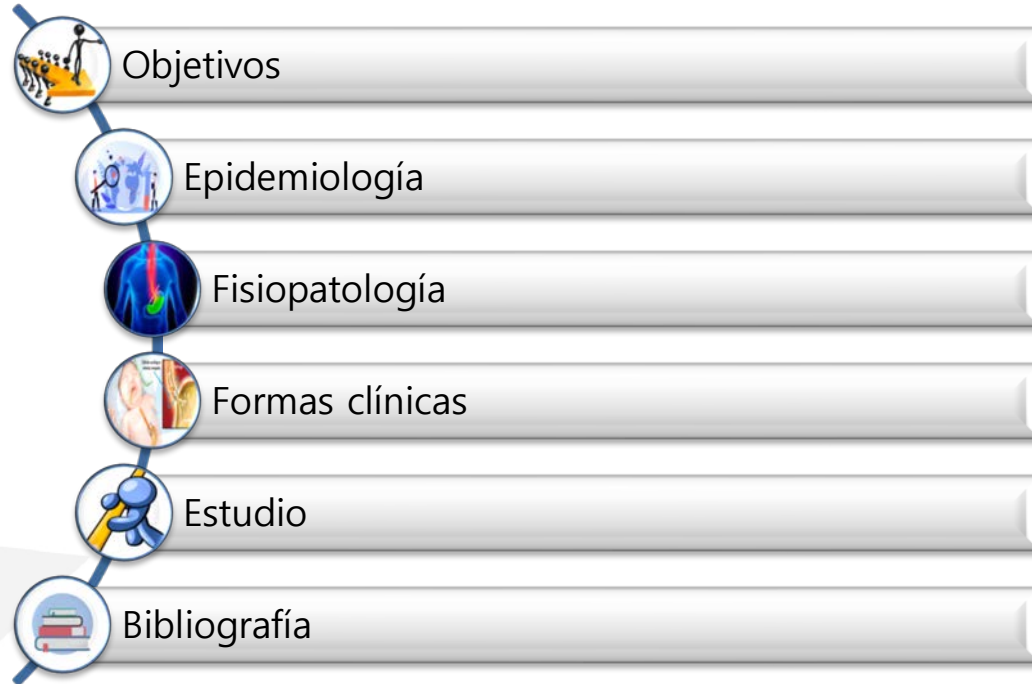 Objetivos
Epidemiología
Fisiopatología
Formas clínicas
Estudio
Bibliografía